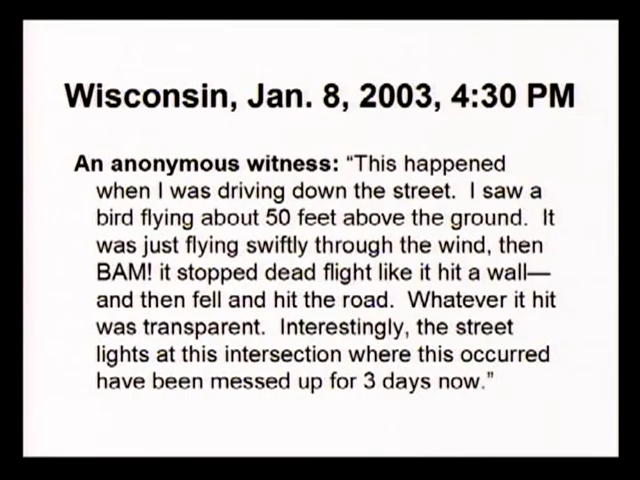 Wisconsin, Jan. 8, 2003, 4:30 PM
An anonymous witness: “This happened
when I was driving down the street.  I saw a
bird flying about 50 feet above the ground.  It
was just flying swiftly through the wind, then
BAM! it stopped dead flight like it hit a wall—
and then fell and hit the road.  Whatever it hit
was transparent.  Interestingly, the street
lights at this intersection where this occurred
have been messed up for 3 days now.”